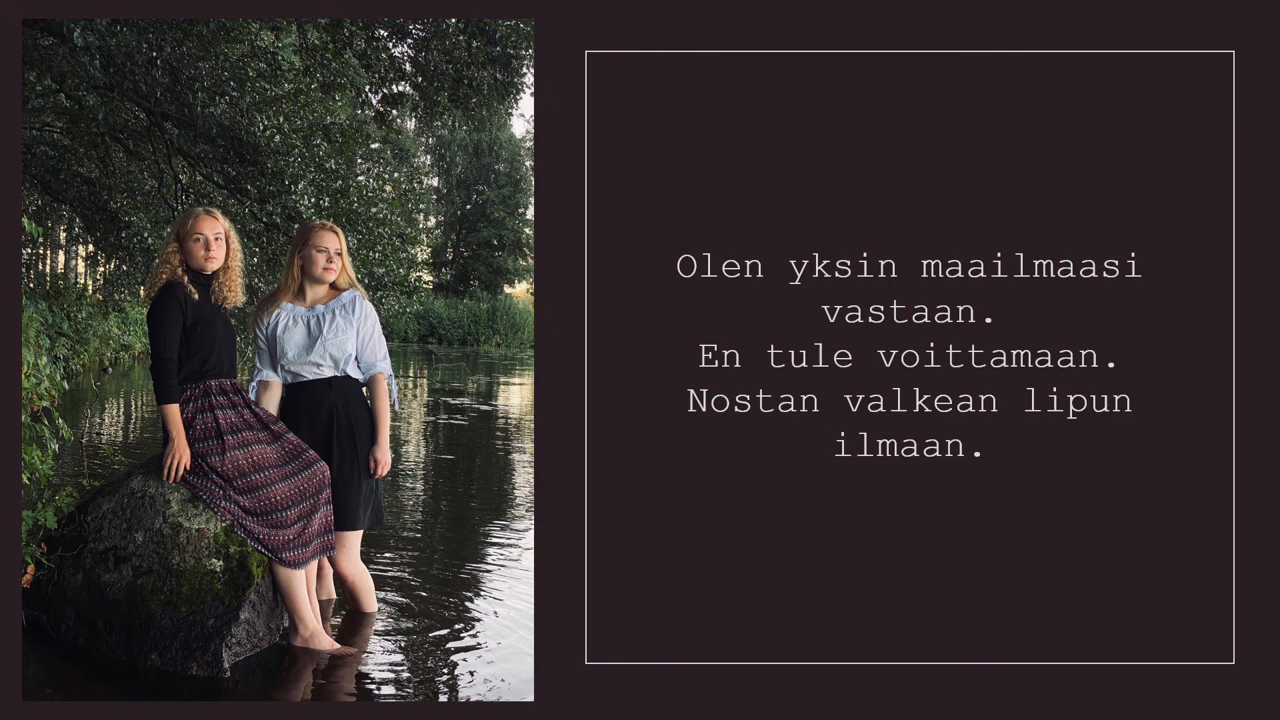 Olen yksin maailmaasi
vastaan.
En tule voittamaan.
Nostan valkean lipun
ilmaan.